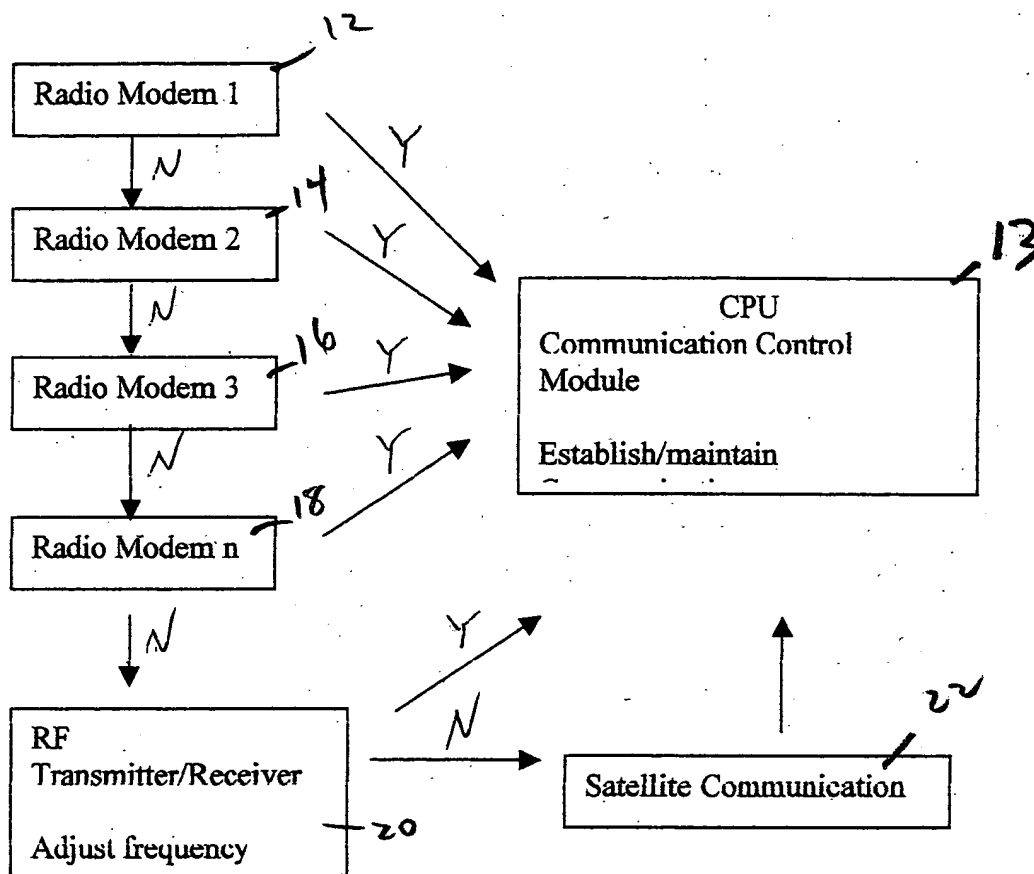 12
Radio Modem 1
Y
N
14
Radio Modem 2
Y
N
13
CPU
Communication Control
Module
Establish/maintain
16
Radio Modem 3
Y
N
Y
18
Radio Modem n
N
Y
N
22
RF
Transmitter/Receiver
Adjust frequency
20
Satellite Communication